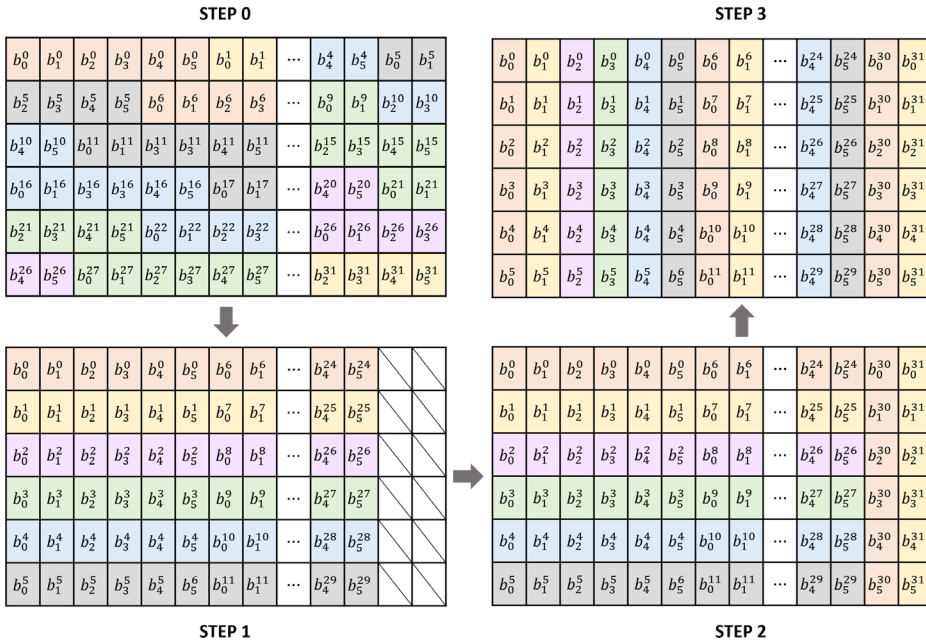 STEP 0
b_0^0 b_1^0 b_2^0 b_3^0 b_4^0 b_5^0 b_0^1 b_1^1 ... b_4^4 b_5^4 b_0^5 b_1^5
b_2^5 b_3^5 b_4^5 b_5^5 b_0^6 b_1^6 b_2^6 b_3^6 ... b_0^9 b_1^9 b_2^10 b_3^10
b_4^10 b_5^10 b_0^11 b_1^11 b_3^11 b_3^11 b_4^11 b_5^11 ... b_2^15 b_3^15 b_4^15 b_5^15
b_0^16 b_1^16 b_3^16 b_3^16 b_4^16 b_5^16 b_0^17 b_1^17 ... b_4^20 b_5^20 b_0^21 b_1^21
b_2^21 b_3^21 b_4^21 b_5^21 b_0^22 b_1^22 b_2^22 b_3^22 ... b_0^26 b_1^26 b_2^26 b_3^26
b_4^26 b_5^26 b_0^27 b_1^27 b_2^27 b_3^27 b_4^27 b_5^27 ... b_2^31 b_3^31 b_4^31 b_5^31
STEP 3
b_0^0 b_1^0 b_2^0 b_3^0 b_4^0 b_5^0 b_0^6 b_1^6 ... b_4^24 b_5^24 b_0^30 b_0^31
b_0^1 b_1^1 b_2^1 b_3^1 b_4^1 b_5^1 b_0^7 b_1^7 ... b_4^25 b_5^25 b_1^30 b_1^31
b_0^2 b_1^2 b_2^2 b_3^2 b_4^2 b_5^2 b_0^8 b_1^8 ... b_4^26 b_5^26 b_2^30 b_2^31
b_0^3 b_1^3 b_2^3 b_3^3 b_4^3 b_5^3 b_0^9 b_1^9 ... b_4^27 b_5^27 b_3^30 b_3^31
b_0^4 b_1^4 b_2^4 b_3^4 b_4^4 b_5^4 b_0^10 b_1^10 ... b_4^28 b_5^28 b_4^30 b_4^31
b_0^5 b_1^5 b_2^5 b_3^5 b_4^5 b_5^6 b_0^11 b_1^11 ... b_4^29 b_5^29 b_5^30 b_5^31
b_0^0 b_1^0 b_2^0 b_3^0 b_4^0 b_5^0 b_0^6 b_1^6 ... b_4^24 b_5^24
b_0^1 b_1^1 b_2^1 b_3^1 b_4^1 b_5^1 b_0^7 b_1^7 ... b_4^25 b_5^25
b_0^2 b_1^2 b_2^2 b_3^2 b_4^2 b_5^2 b_0^8 b_1^8 ... b_4^26 b_5^26
b_0^3 b_1^3 b_2^3 b_3^3 b_4^3 b_5^3 b_0^9 b_1^9 ... b_4^27 b_5^27
b_0^4 b_1^4 b_2^4 b_3^4 b_4^4 b_5^4 b_0^10 b_1^10 ... b_4^28 b_5^28
b_0^5 b_1^5 b_2^5 b_3^5 b_4^5 b_5^6 b_0^11 b_1^11 ... b_4^29 b_5^29
STEP 1
b_0^0 b_1^0 b_2^0 b_3^0 b_4^0 b_5^0 b_0^6 b_1^6 ... b_4^24 b_5^24 b_0^30 b_0^31
b_0^1 b_1^1 b_2^1 b_3^1 b_4^1 b_5^1 b_0^7 b_1^7 ... b_4^25 b_5^25 b_1^30 b_1^31
b_0^2 b_1^2 b_2^2 b_3^2 b_4^2 b_5^2 b_0^8 b_1^8 ... b_4^26 b_5^26 b_2^30 b_2^31
b_0^3 b_1^3 b_2^3 b_3^3 b_4^3 b_5^3 b_0^9 b_1^9 ... b_4^27 b_5^27 b_3^30 b_3^31
b_0^4 b_1^4 b_2^4 b_3^4 b_4^4 b_5^4 b_0^10 b_1^10 ... b_4^28 b_5^28 b_4^30 b_4^31
b_0^5 b_1^5 b_2^5 b_3^5 b_4^5 b_5^6 b_0^11 b_1^11 ... b_4^29 b_5^29 b_5^30 b_5^31
STEP 2